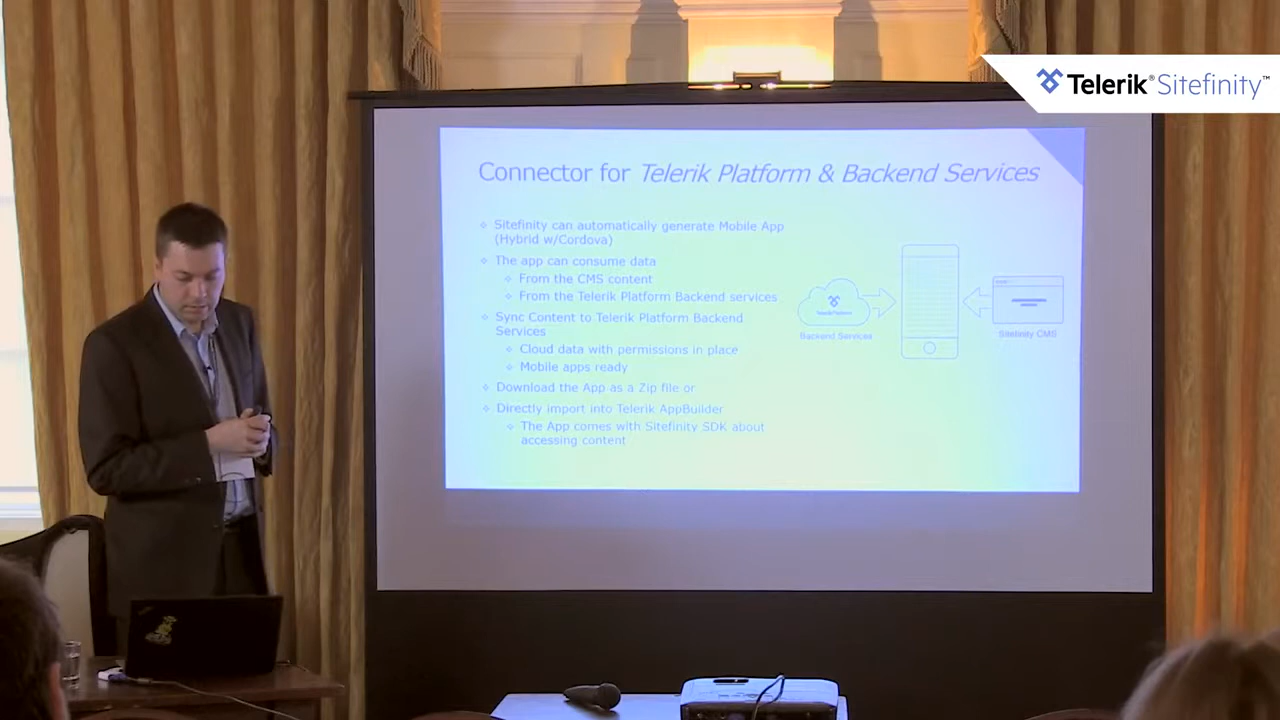 Telerik® Sitefinity™
Connector for Telerik Platform & Backend Services
Sitefinity can automatically generate Mobile App
(Hybrid w/Cordova)
The app can consume data
From the CMS content
From the Telerik Platform Backend services
Sync Content to Telerik Platform Backend
Services
Cloud data with permissions in place
Mobile apps ready
Download the App as a Zip file or
Directly import into Telerik AppBuilder
The App comes with Sitefinity SDK about
accessing content
Backend Services
Sitefinity CMS